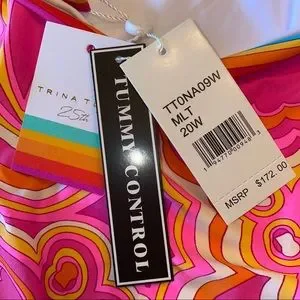 TRINA T
25th
TUMMY CONTROL
TT0NA09W
MLT
20W
MSRP $172.00